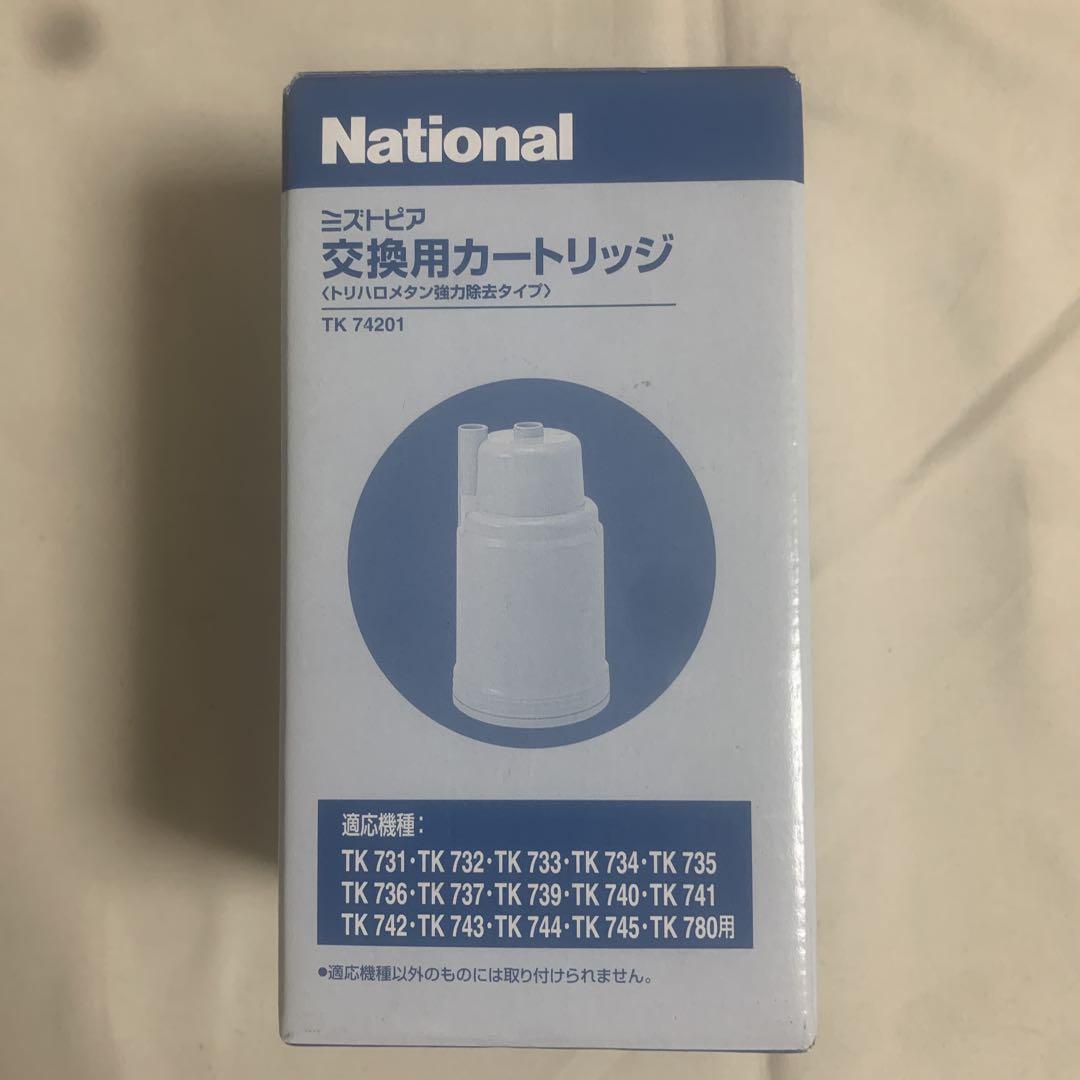 National
ミズトピア
交換用カートリッジ
〈トリハロメタン強力除去タイプ〉
TK 74201
適応機種：
TK 731・TK 732・TK 733・TK 734・TK 735
TK 736・TK 737・TK 739・TK 740・TK 741
TK 742・TK 743・TK 744・TK 745・TK 780用
●適応機種以外のものには取り付けられません。